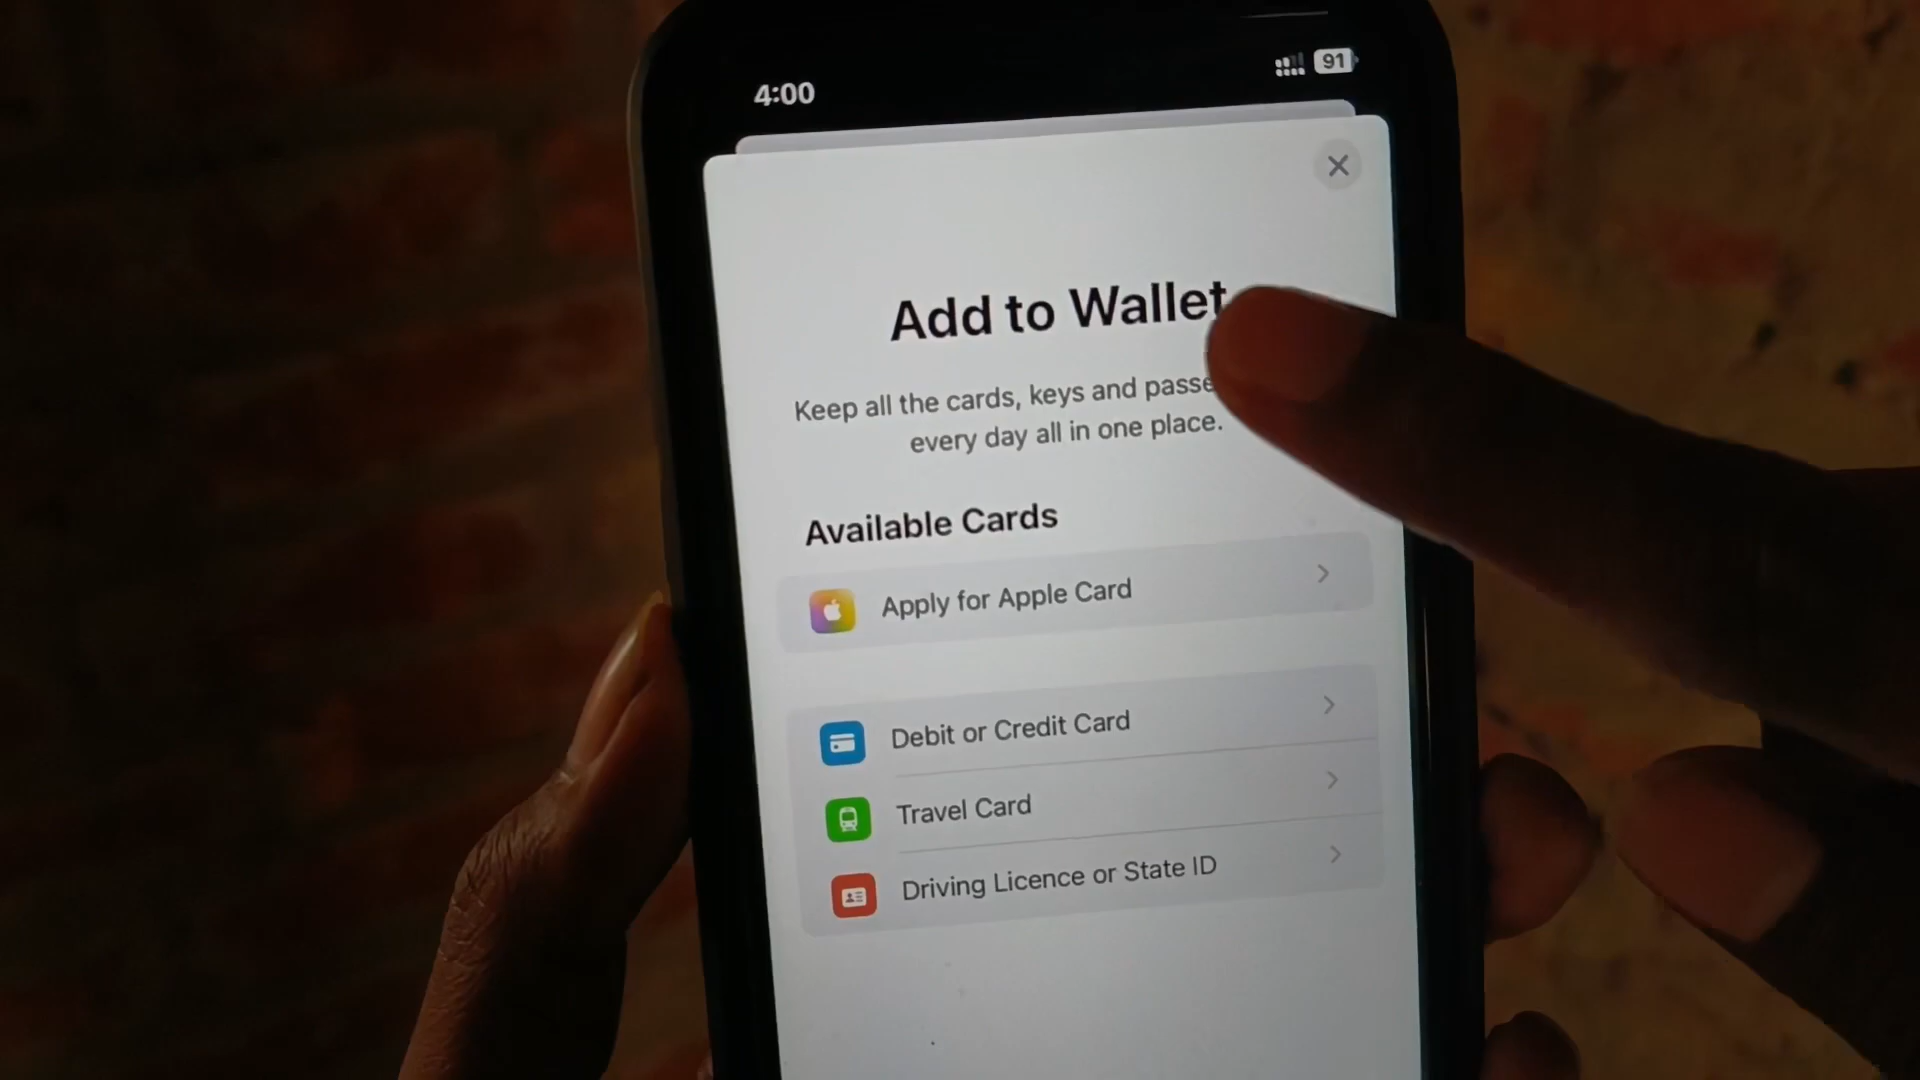 4:00
91
Add to Wallet
Keep all the cards, keys and passe
every day all in one place.
Available Cards
Apply for Apple Card
Debit or Credit Card
Travel Card
Driving Licence or State ID